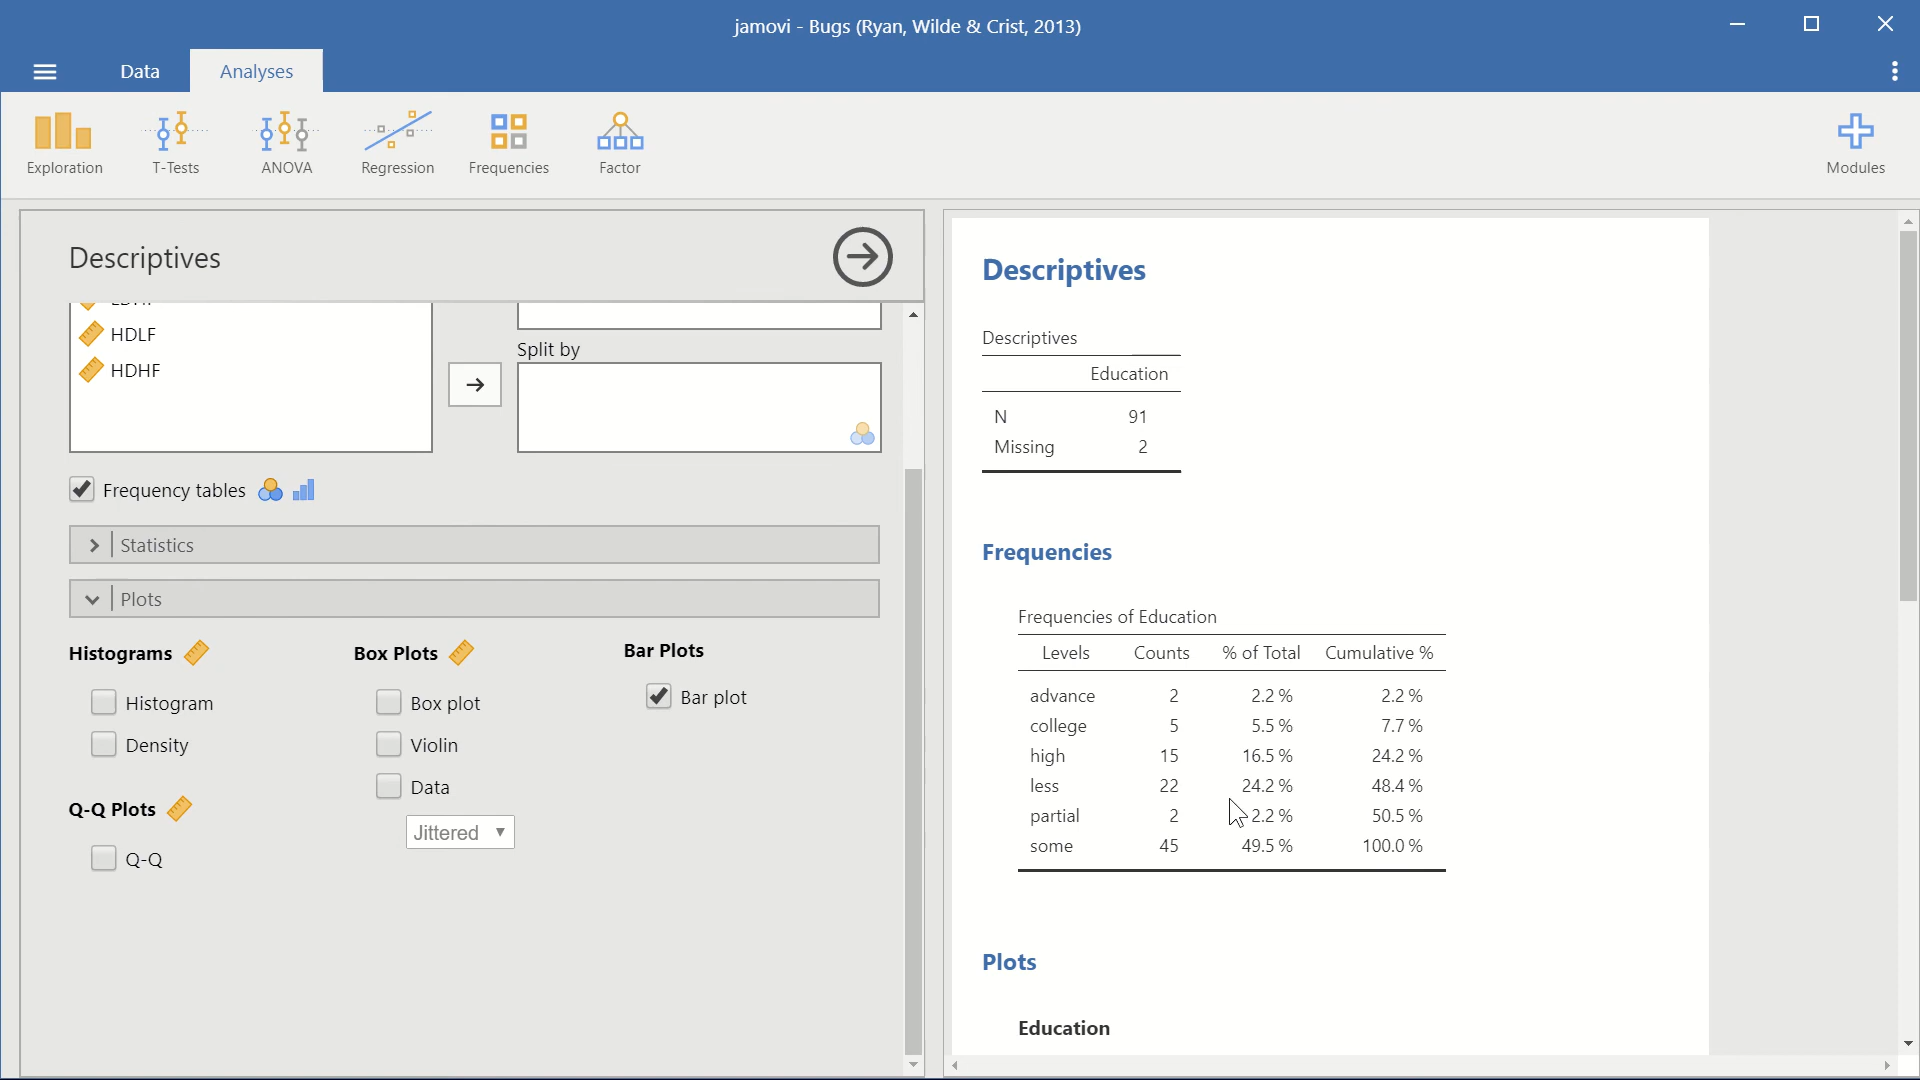 jamovi - Bugs (Ryan, Wilde & Crist, 2013)
Data
Analyses
Exploration
T-Tests
ANOVA
Regression
Frequencies
Factor
Modules
Descriptives
HDLF
HDHF
Split by
Frequency tables
Statistics
Plots
Histograms
Histogram
Density
Q-Q Plots
Q-Q
Box Plots
Box plot
Violin
Data
Jittered
Bar Plots
Bar plot
Descriptives
Descriptives
Education
N 91
Missing 2
Frequencies
Frequencies of Education
Levels Counts % of Total Cumulative %
advance 2 2.2 % 2.2 %
college 5 5.5 % 7.7 %
high 15 16.5 % 24.2 %
less 22 24.2 % 48.4 %
partial 2 2.2 % 50.5 %
some 45 49.5 % 100.0 %
Plots
Education